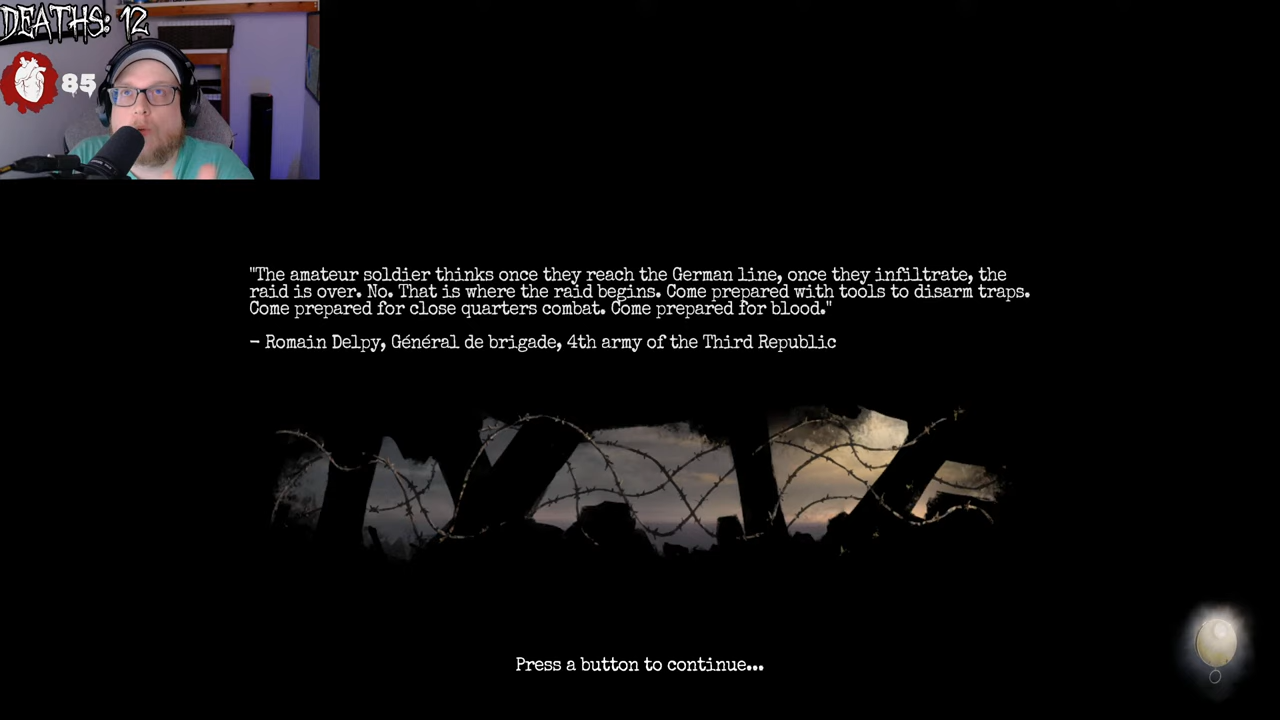 DEATHS: 12
85
"The amateur soldier thinks once they reach the German line, once they infiltrate, the
raid is over. No. That is where the raid begins. Come prepared with tools to disarm traps.
Come prepared for close quarters combat. Come prepared for blood."
– Romain Delpy, Général de brigade, 4th army of the Third Republic
Press a button to continue...